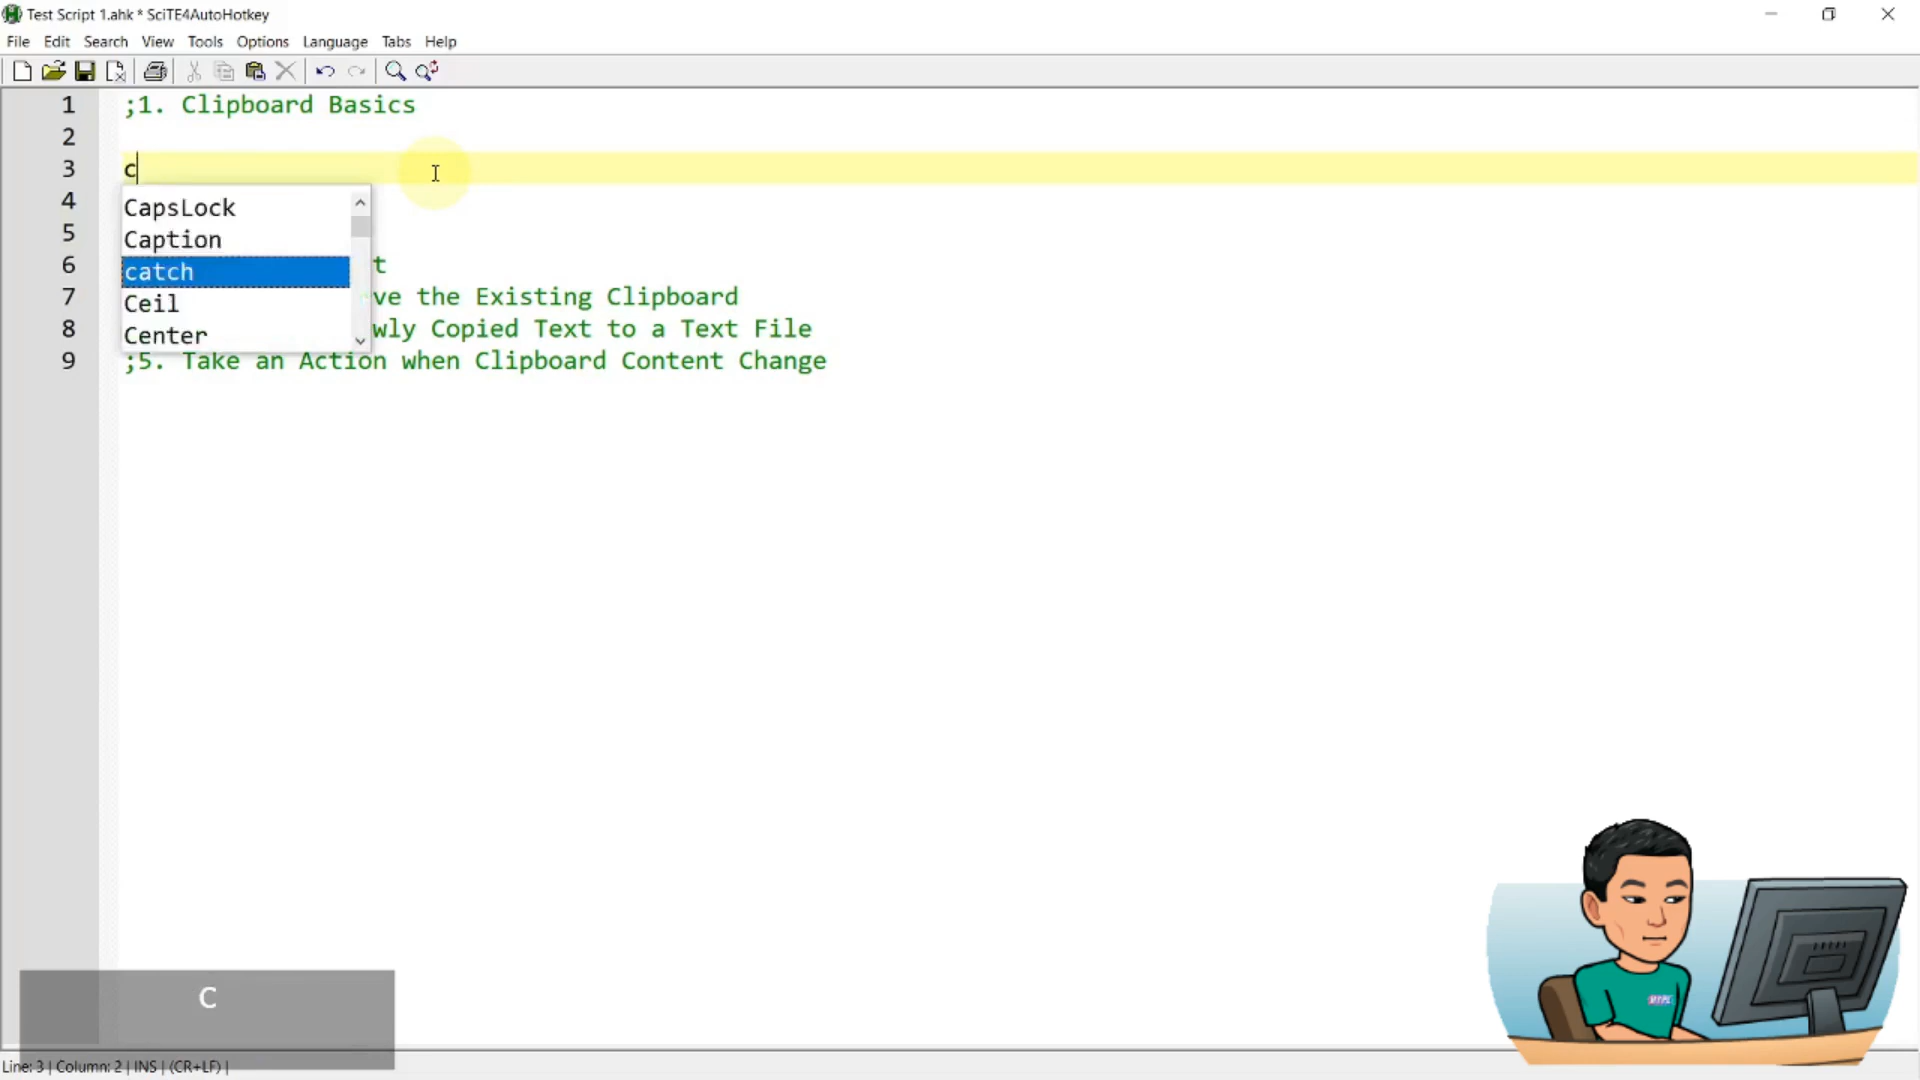 Test Script 1.ahk * SciTE4AutoHotkey
File Edit Search View Tools Options Language Tabs Help
1 ;1. Clipboard Basics
2
3 c
4 CapsLock
5 Caption
6 catch t
7 Ceil ve the Existing Clipboard
8 Center wly Copied Text to a Text File
9 ;5. Take an Action when Clipboard Content Change
C
Line: 3 | Column: 2 | INS | (CR+LF) |